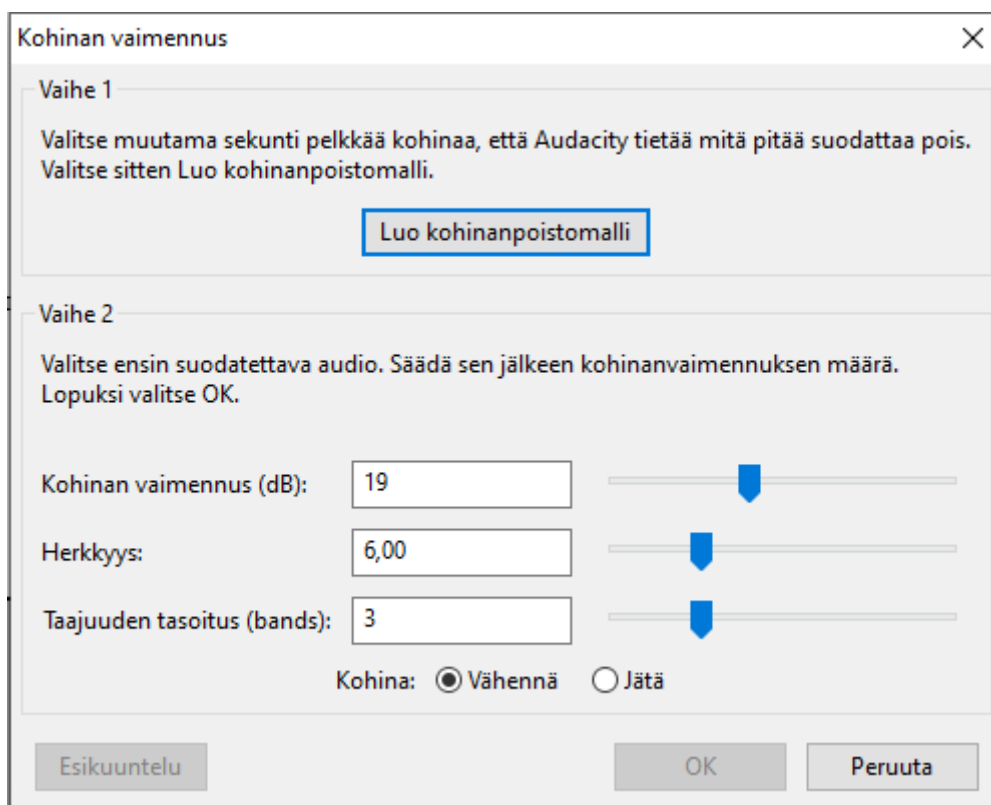 Kohinan vaimennus
Vaihe 1
Valitse muutama sekunti pelkkää kohinaa, että Audacity tietää mitä pitää suodattaa pois.
Valitse sitten Luo kohinanpoistomalli.
Luo kohinanpoistomalli
Vaihe 2
Valitse ensin suodatettava audio. Säädä sen jälkeen kohinanvaimennuksen määrä.
Lopuksi valitse OK.
Kohinan vaimennus (dB): 19
Herkkyys: 6,00
Taajuuden tasoitus (bands): 3
Kohina: Vähennä Jätä
Esikuuntelu OK Peruuta